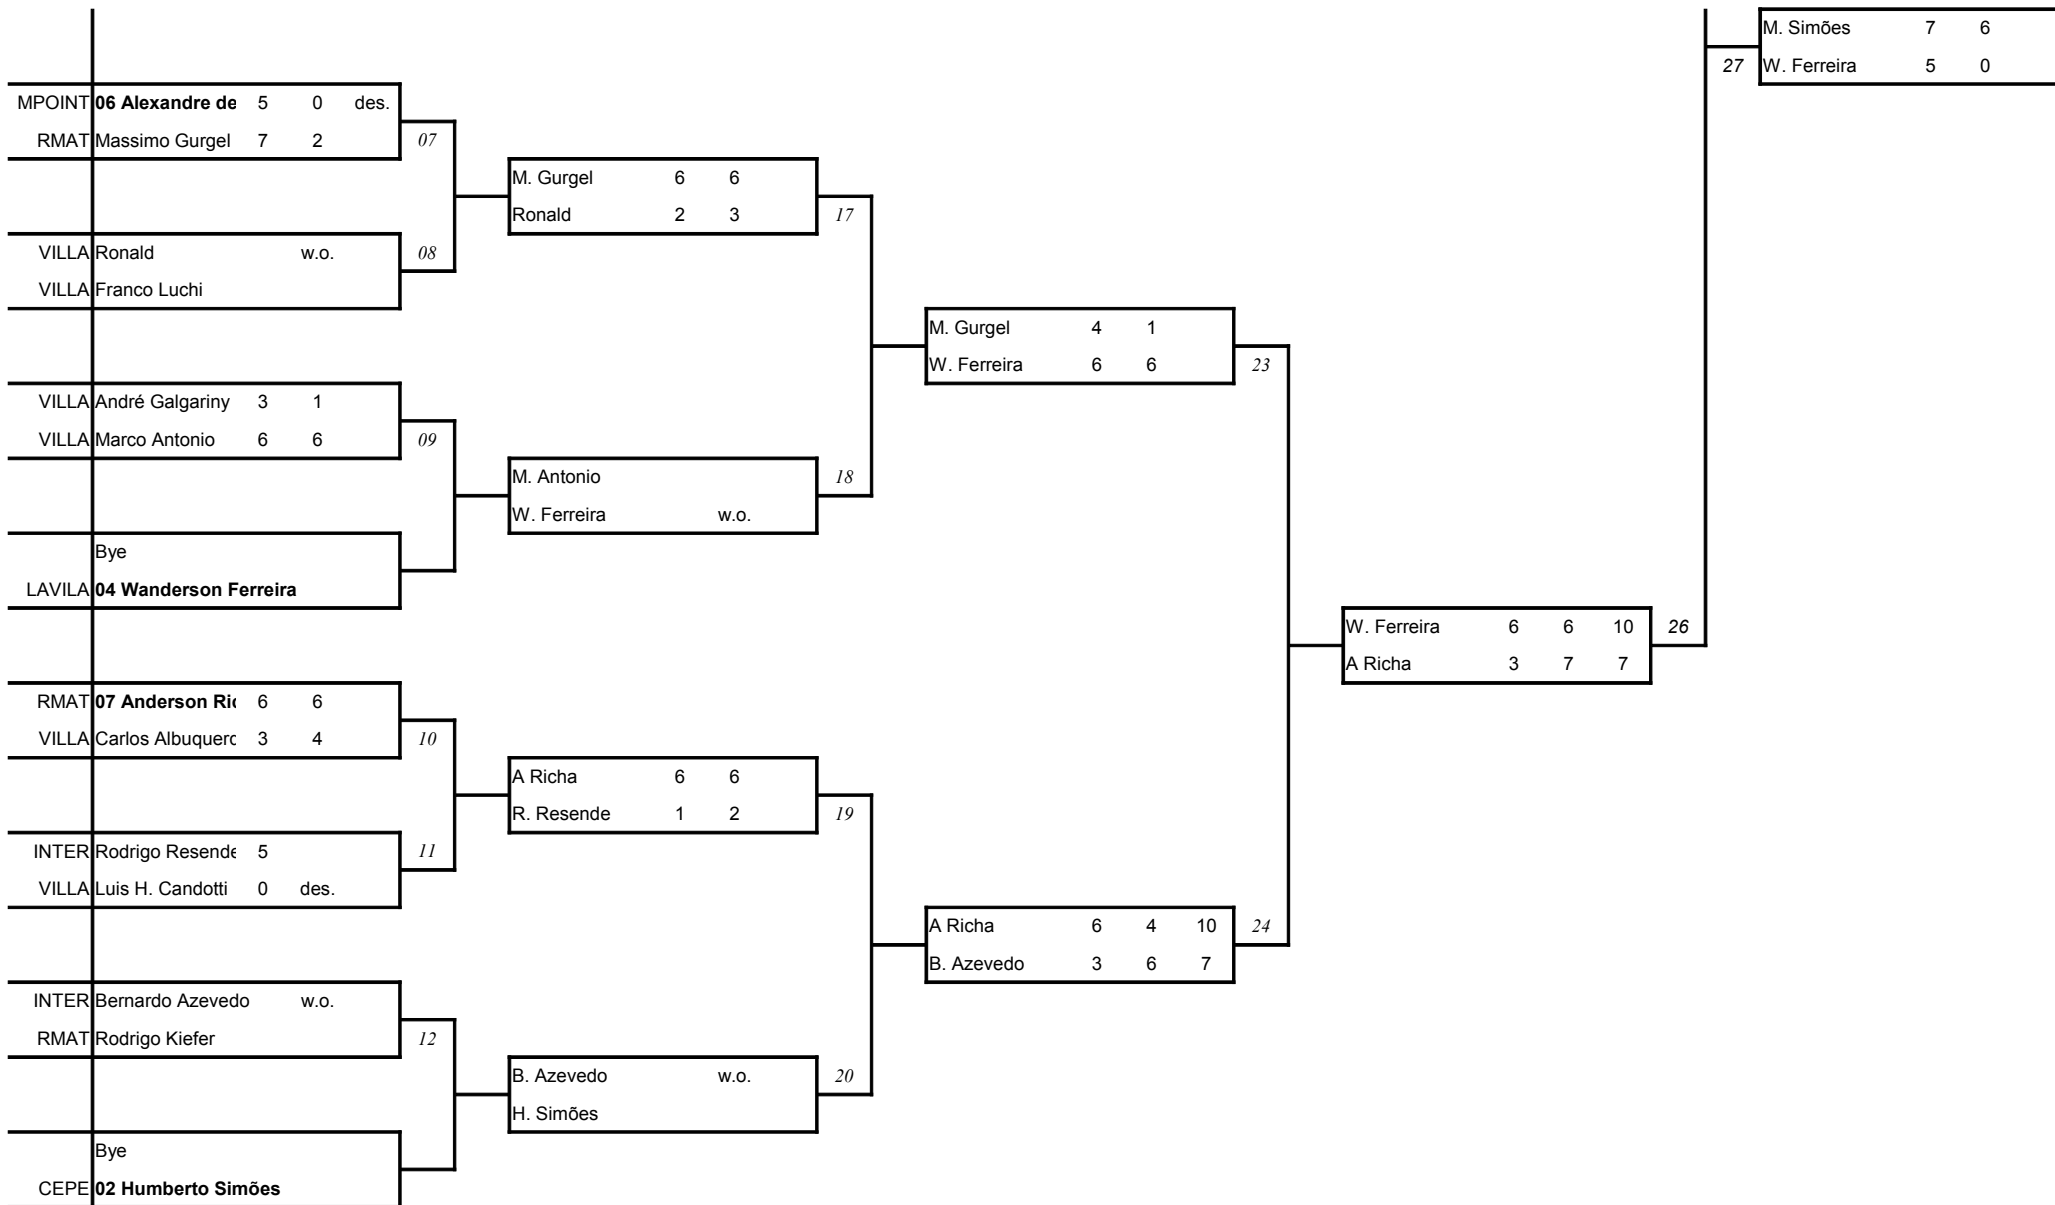 M. Simões 7 6
27 W. Ferreira 5 0
MPOINT 06 Alexandre de 5 0 des.
RMAT Massimo Gurgel 7 2 07
M. Gurgel 6 6
Ronald 2 3 17
VILLA Ronald w.o. 08
VILLA Franco Luchi
M. Gurgel 4 1
W. Ferreira 6 6 23
VILLA André Galgariny 3 1
VILLA Marco Antonio 6 6 09
M. Antonio 18
W. Ferreira w.o.
Bye
LAVILA 04 Wanderson Ferreira
W. Ferreira 6 6 10 26
A Richa 3 7 7
RMAT 07 Anderson Ric 6 6
VILLA Carlos Albuquerc 3 4 10
A Richa 6 6
R. Resende 1 2 19
INTER Rodrigo Resende 5 11
VILLA Luis H. Candotti 0 des.
A Richa 6 4 10 24
B. Azevedo 3 6 7
INTER Bernardo Azevedo w.o.
RMAT Rodrigo Kiefer 12
B. Azevedo w.o. 20
H. Simões
Bye
CEPE 02 Humberto Simões